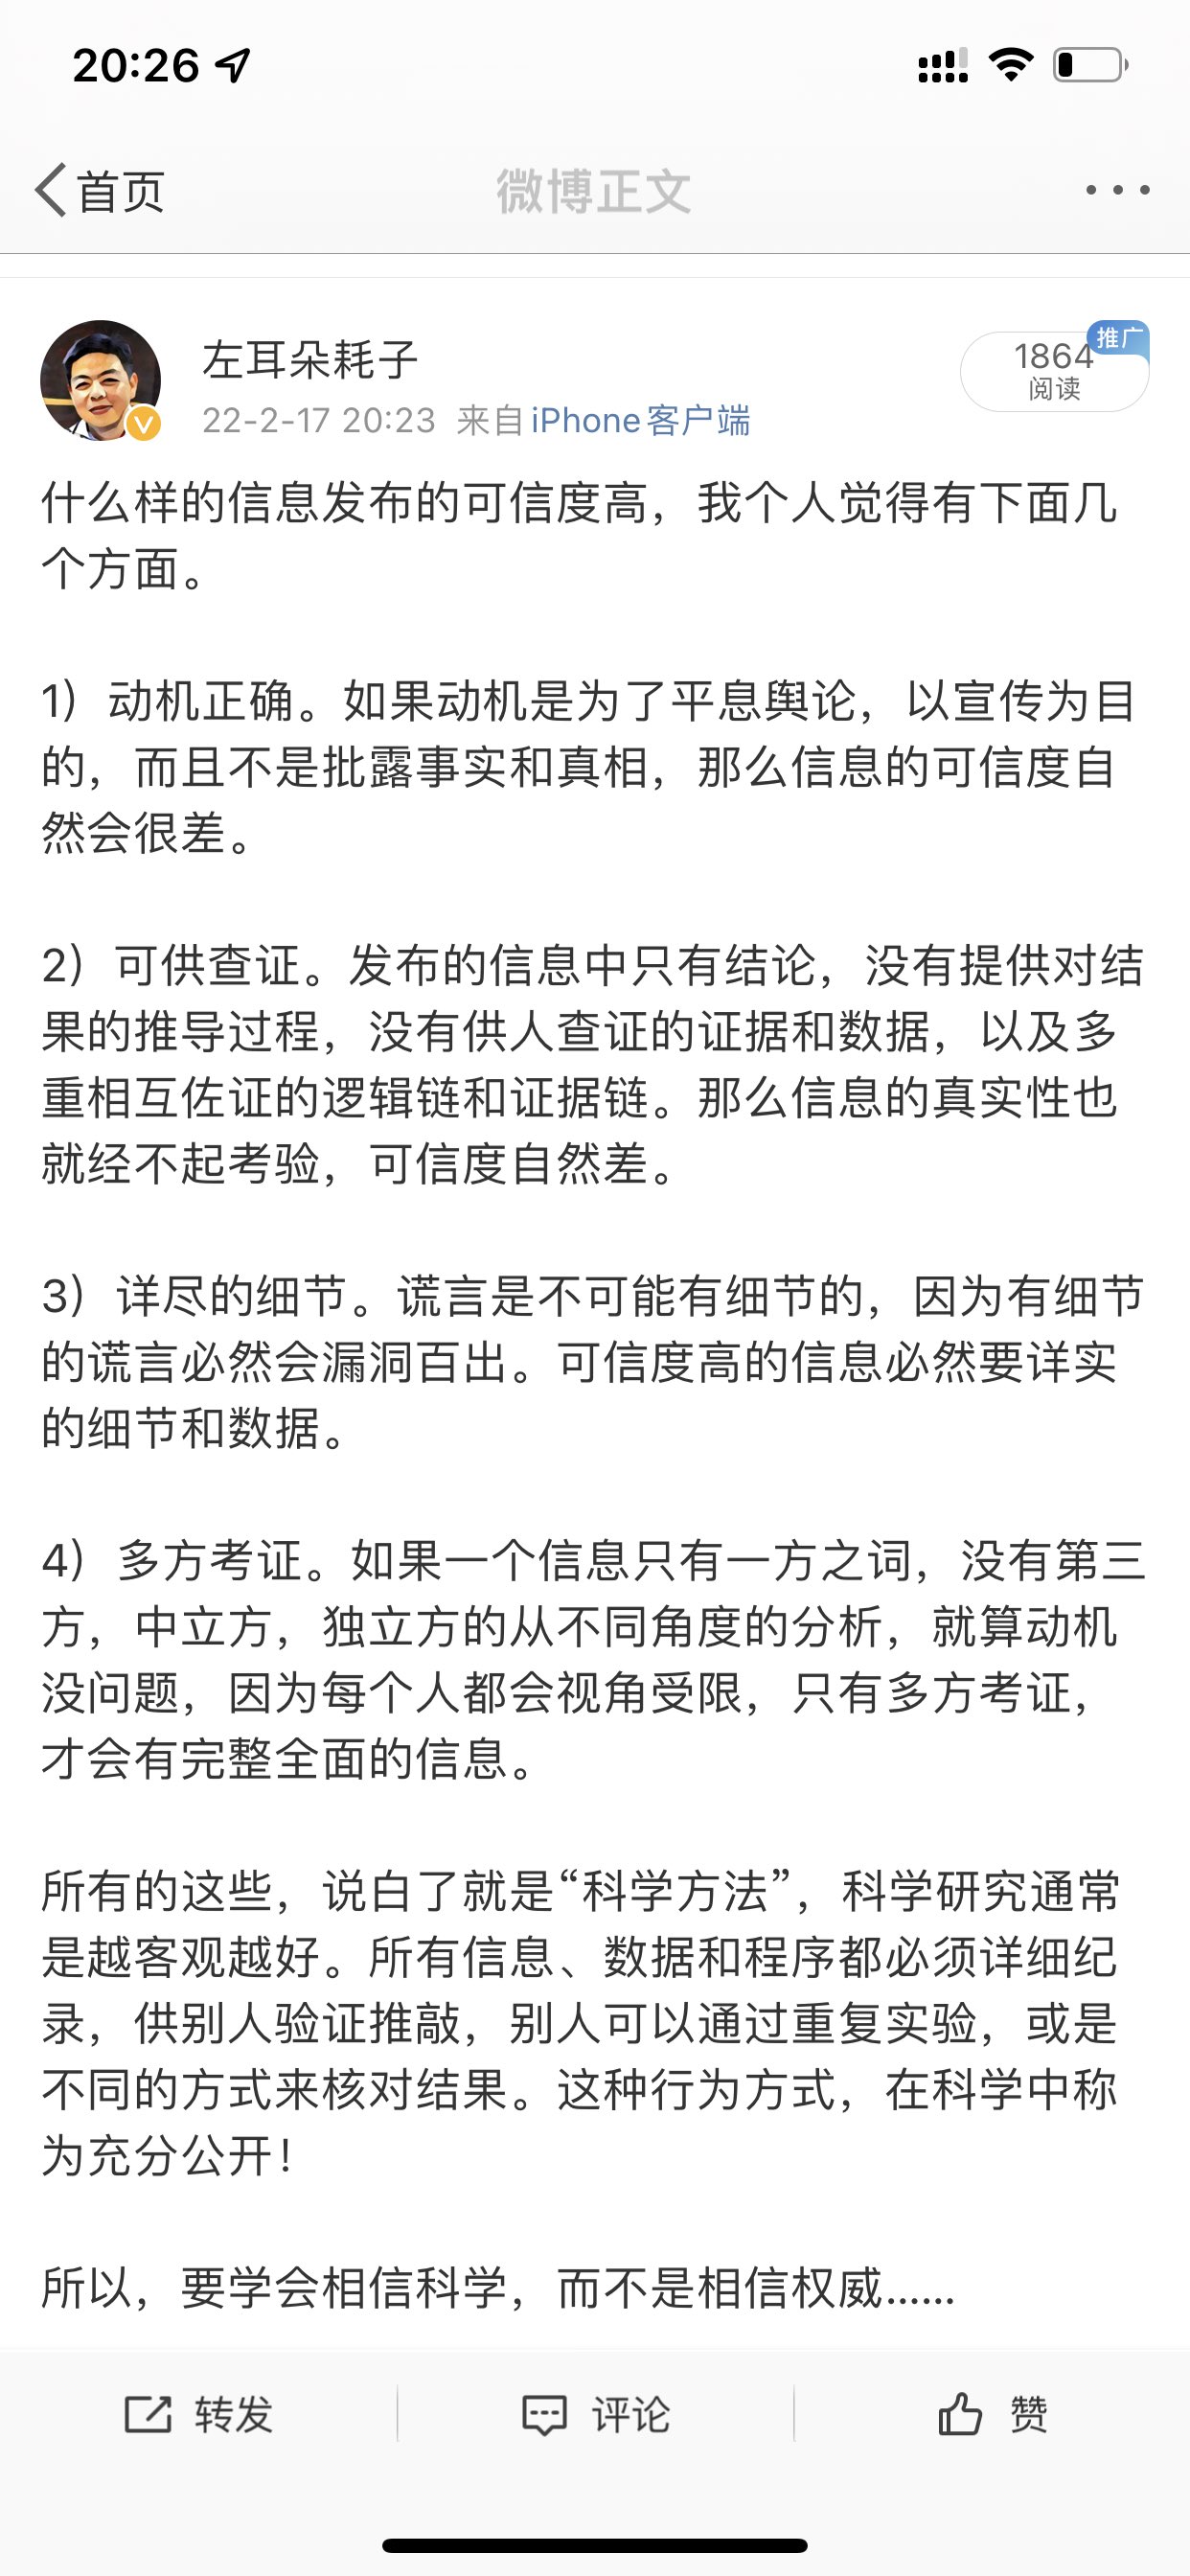 20:26
首页
微博正文
左耳朵耗子
22-2-17 20:23 来自iPhone客户端
推广
1864
阅读
什么样的信息发布的可信度高，我个人觉得有下面几
个方面。
1）动机正确。如果动机是为了平息舆论，以宣传为目
的，而且不是批露事实和真相，那么信息的可信度自
然会很差。
2）可供查证。发布的信息中只有结论，没有提供对结
果的推导过程，没有供人查证的证据和数据，以及多
重相互佐证的逻辑链和证据链。那么信息的真实性也
就经不起考验，可信度自然差。
3）详尽的细节。谎言是不可能有细节的，因为有细节
的谎言必然会漏洞百出。可信度高的信息必然要详实
的细节和数据。
4）多方考证。如果一个信息只有一方之词，没有第三
方，中立方，独立方的从不同角度的分析，就算动机
没问题，因为每个人都会视角受限，只有多方考证，
才会有完整全面的信息。
所有的这些，说白了就是“科学方法”，科学研究通常
是越客观越好。所有信息、数据和程序都必须详细纪
录，供别人验证推敲，别人可以通过重复实验，或是
不同的方式来核对结果。这种行为方式，在科学中称
为充分公开！
所以，要学会相信科学，而不是相信权威……
转发
评论
赞